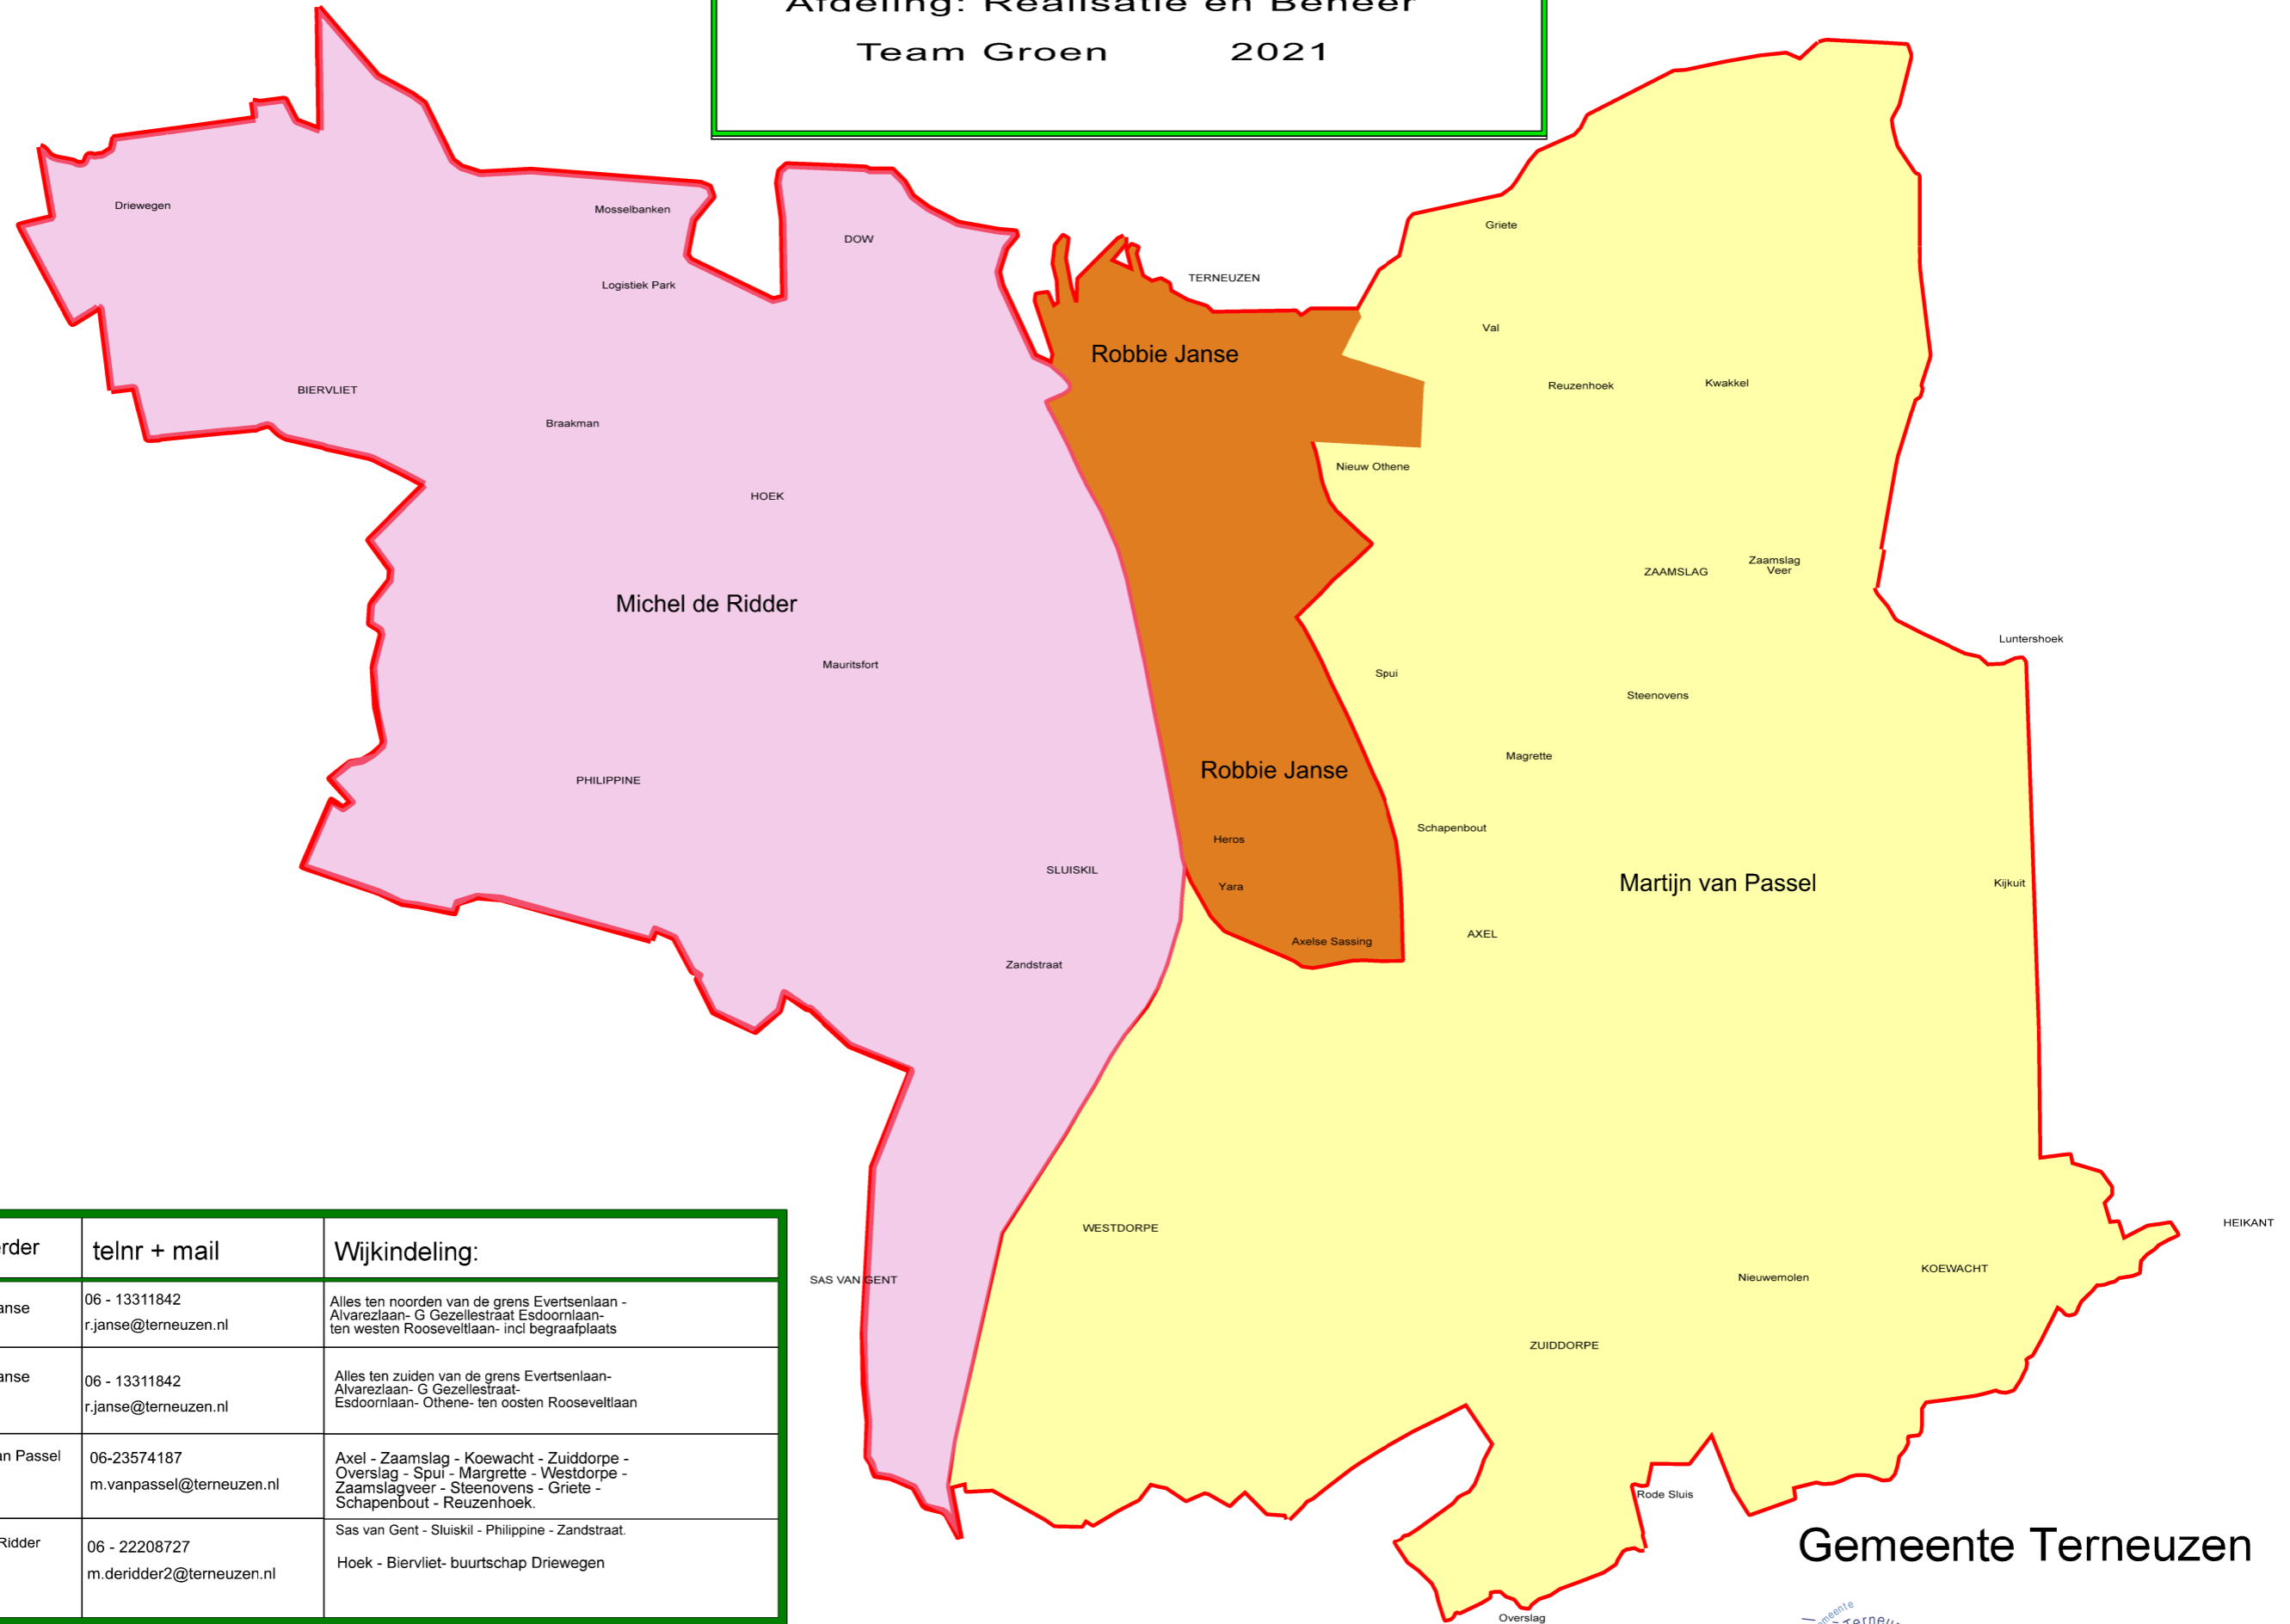 Afdeling: Realisatie en Beheer
Team Groen 2021
Driewegen
Mosselbanken
DOW
Logistiek Park
BIERVLIET
Braakman
HOEK
Michel de Ridder
Mauritsfort
PHILIPPINE
SLUISKIL
Zandstraat
SAS VAN GENT
TERNEUZEN
Robbie Janse
Robbie Janse
Heros
Yara
Axelse Sassing
Griete
Val
Reuzenhoek
Kwakkel
Nieuw Othene
ZAAMSLAG
Zaamslag
Veer
Luntershoek
Spui
Steenovens
Magrette
Schapenbout
Martijn van Passel
Kijkuit
AXEL
WESTDORPE
HEIKANT
KOEWACHT
Nieuwemolen
ZUIDDORPE
Rode Sluis
Overslag
telnr + mail
Wijkindeling:
06 - 13311842
r.janse@terneuzen.nl
Alles ten noorden van de grens Evertsenlaan -
Alvarezlaan- G Gezellestraat Esdoornlaan-
ten westen Rooseveltlaan- incl begraafplaats
06 - 13311842
r.janse@terneuzen.nl
Alles ten zuiden van de grens Evertsenlaan-
Alvarezlaan- G Gezellestraat-
Esdoornlaan- Othene- ten oosten Rooseveltlaan
Passel
06-23574187
m.vanpassel@terneuzen.nl
Axel - Zaamslag - Koewacht - Zuiddorpe -
Overslag - Spui - Margrette - Westdorpe -
Zaamslagveer - Steenovens - Griete -
Schapenbout - Reuzenhoek.
Ridder
06 - 22208727
m.deridder2@terneuzen.nl
Sas van Gent - Sluiskil - Philippine - Zandstraat.
Hoek - Biervliet- buurtschap Driewegen
Gemeente Terneuzen